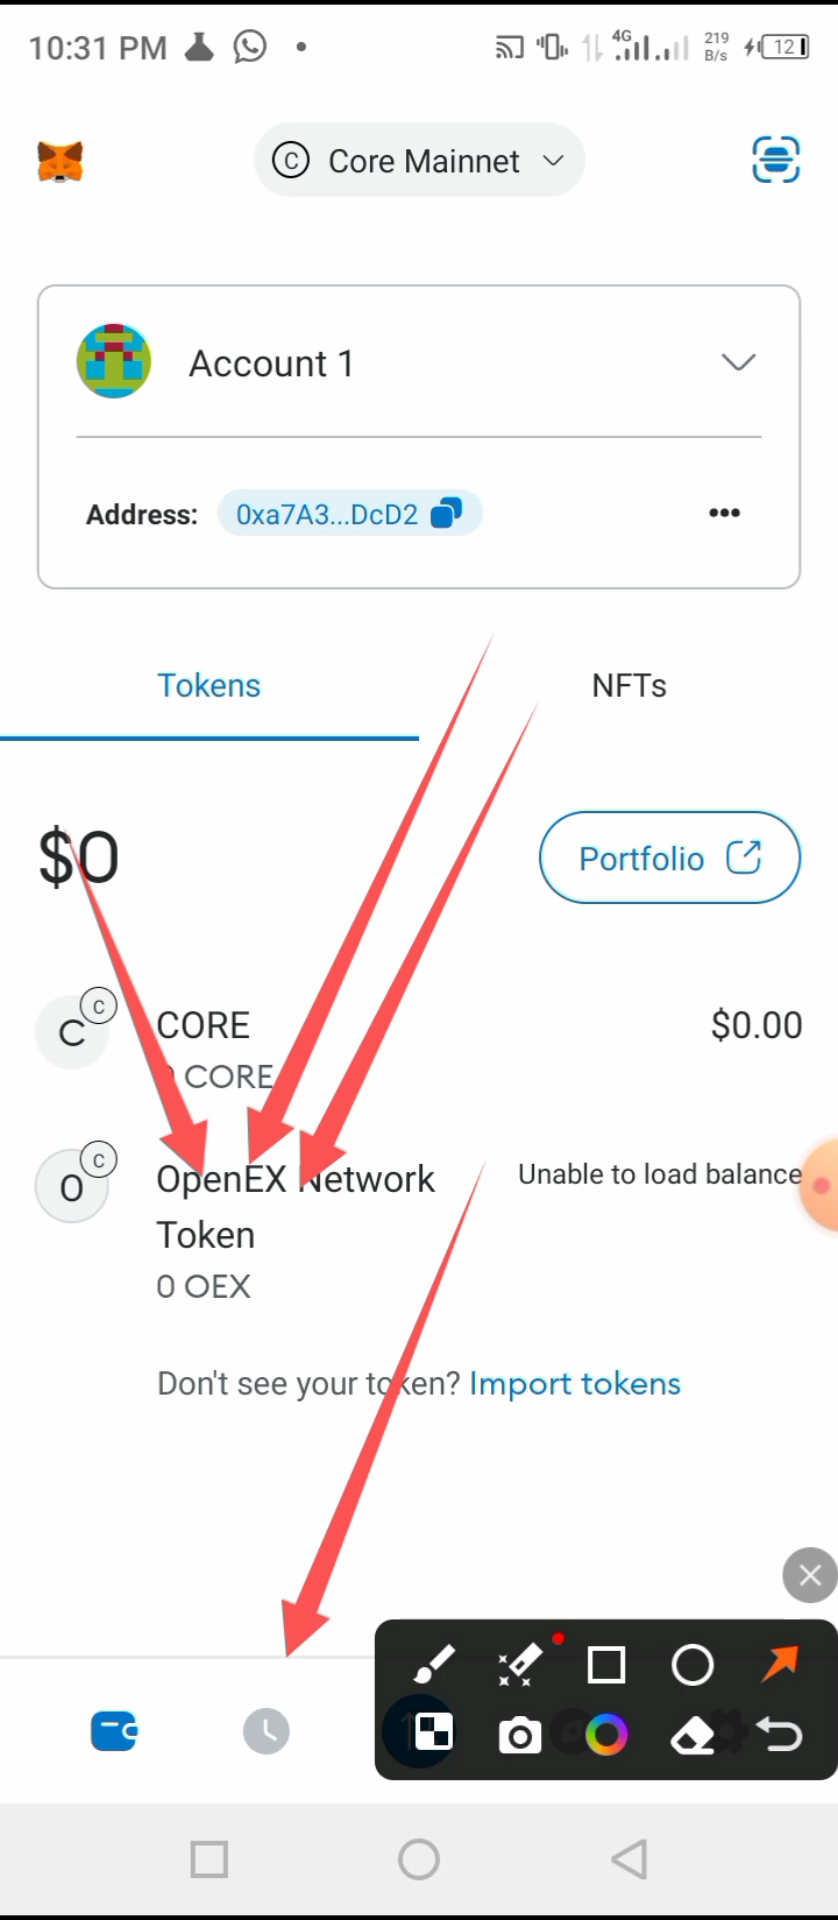 10:31 PM
4G
219
B/s
12
C Core Mainnet
Account 1
Address: 0xa7A3...DcD2
Tokens
NFTs
$0
Portfolio
C
C
CORE
$0.00
CORE
C
O
OpenEX Network
Token
Unable to load balance
0 OEX
Don't see your token? Import tokens